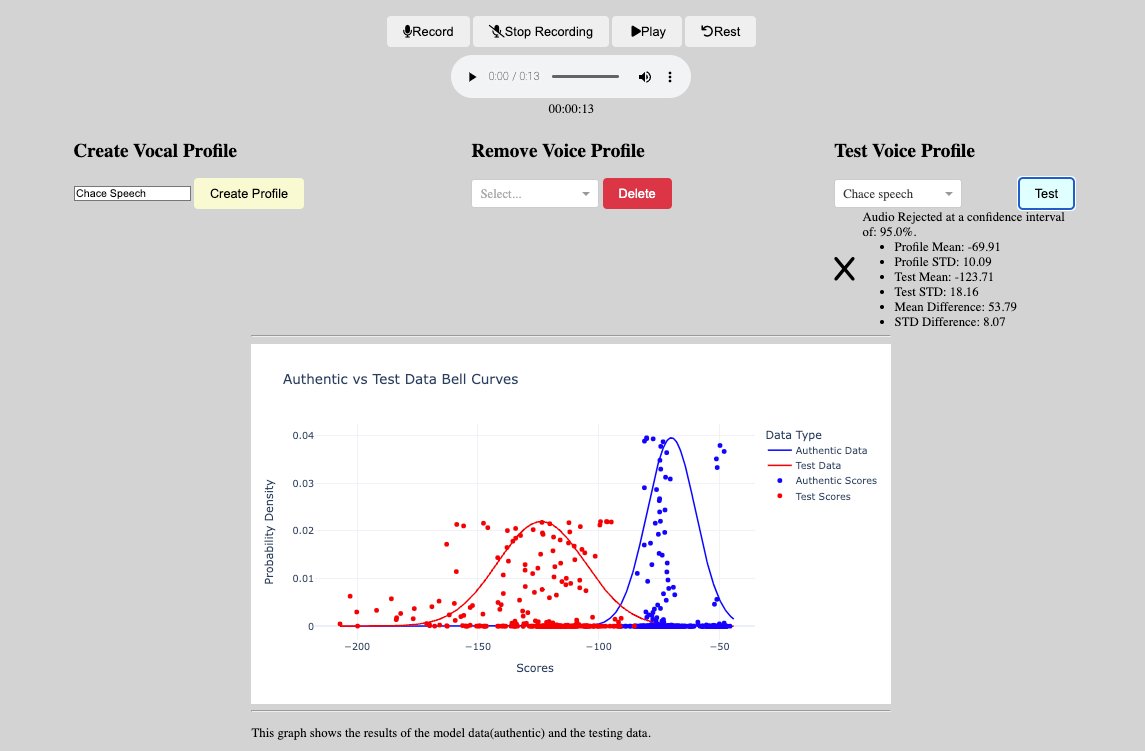 Record Stop Recording Play Rest
0:00 / 0:13
00:00:13
Create Vocal Profile Remove Voice Profile Test Voice Profile
Chace Speech Create Profile Select... Delete Chace speech Test
Audio Rejected at a confidence interval
of: 95.0%.
Profile Mean: -69.91
Profile STD: 10.09
Test Mean: -123.71
Test STD: 18.16
Mean Difference: 53.79
STD Difference: 8.07
Authentic vs Test Data Bell Curves
Probability Density
0.04
0.03
0.02
0.01
0
−200 −150 −100 −50
Scores
Data Type
Authentic Data
Test Data
Authentic Scores
Test Scores
This graph shows the results of the model data(authentic) and the testing data.